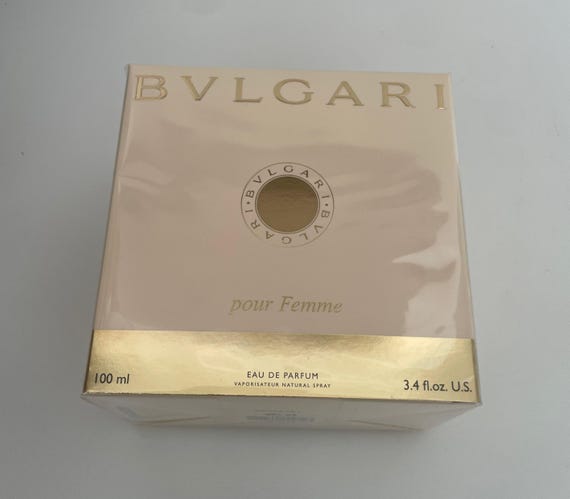 BVLGARI
BVLGARI • BVLGARI •
pour Femme
EAU DE PARFUM
VAPORISATEUR NATURAL SPRAY
100 ml
3.4 fl.oz. U.S.